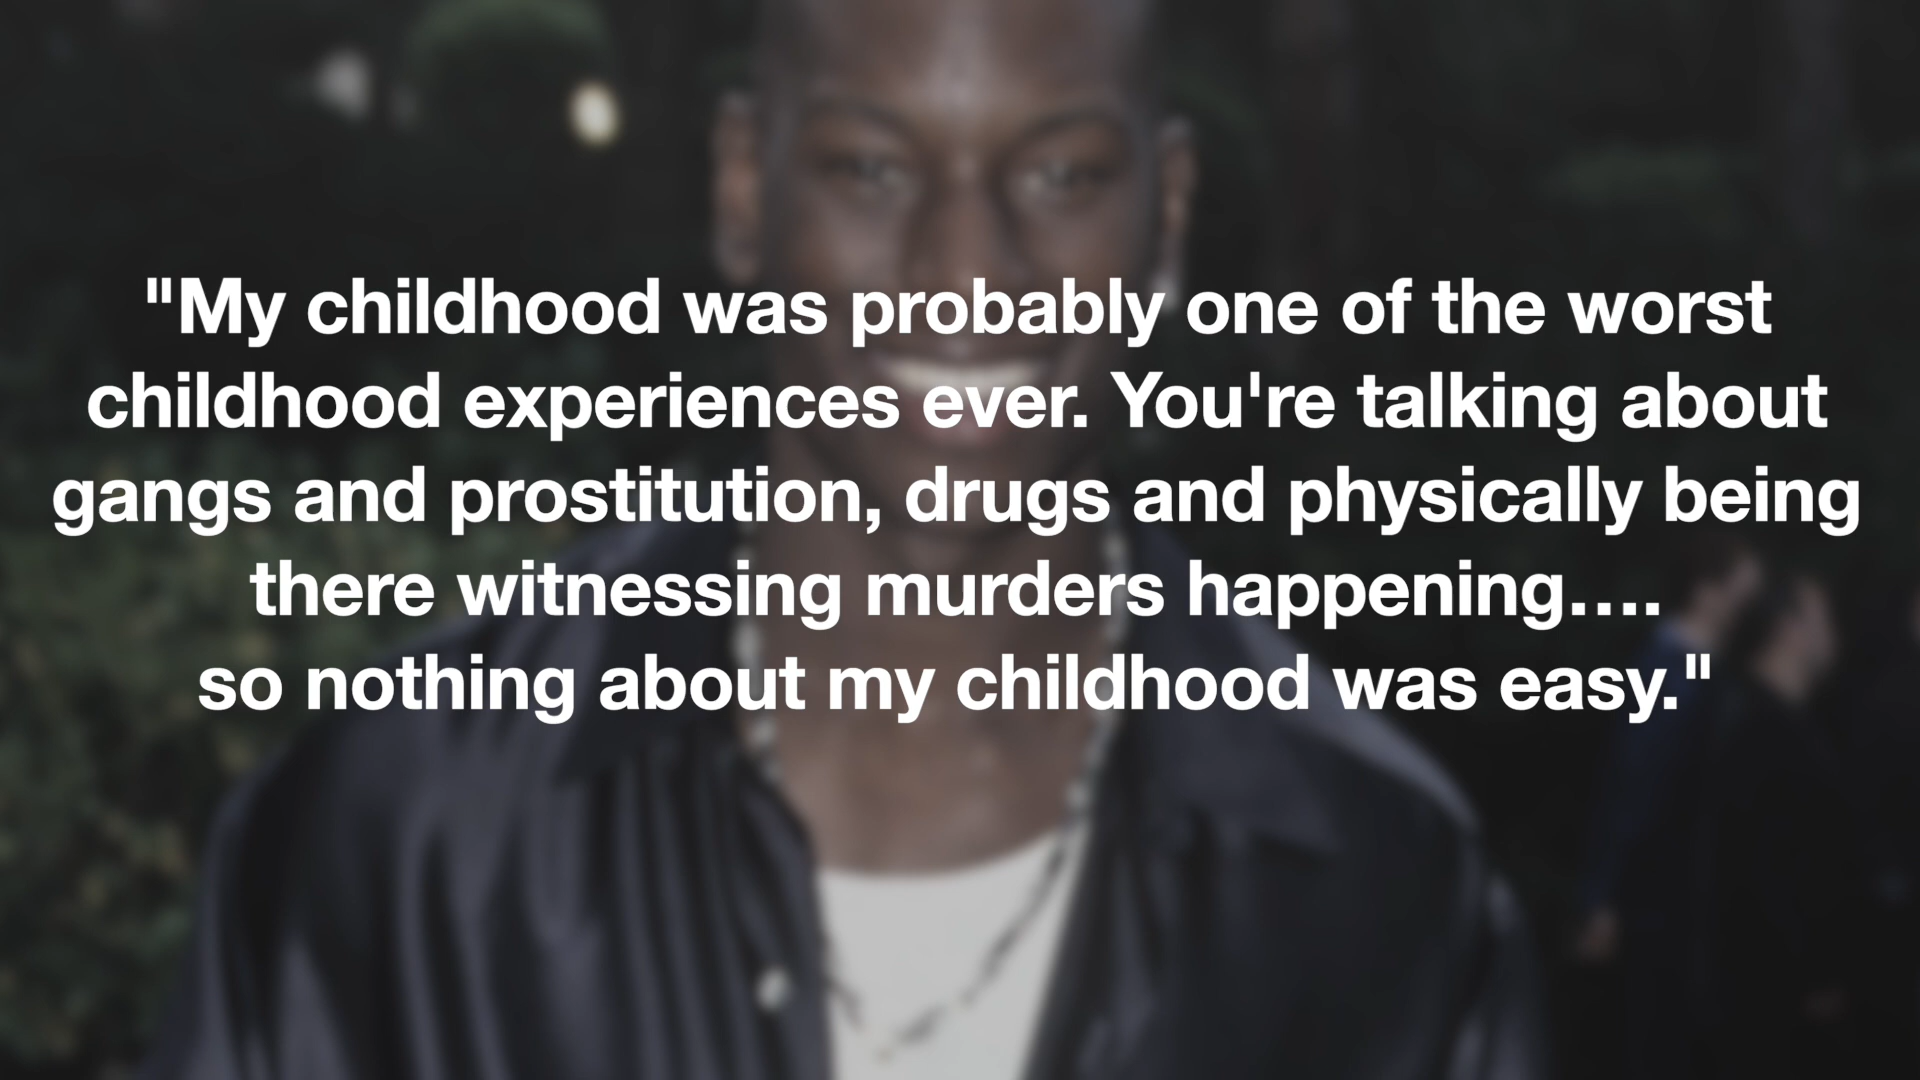 "My childhood was probably one of the worst
childhood experiences ever. You're talking about
gangs and prostitution, drugs and physically being
there witnessing murders happening….
so nothing about my childhood was easy."